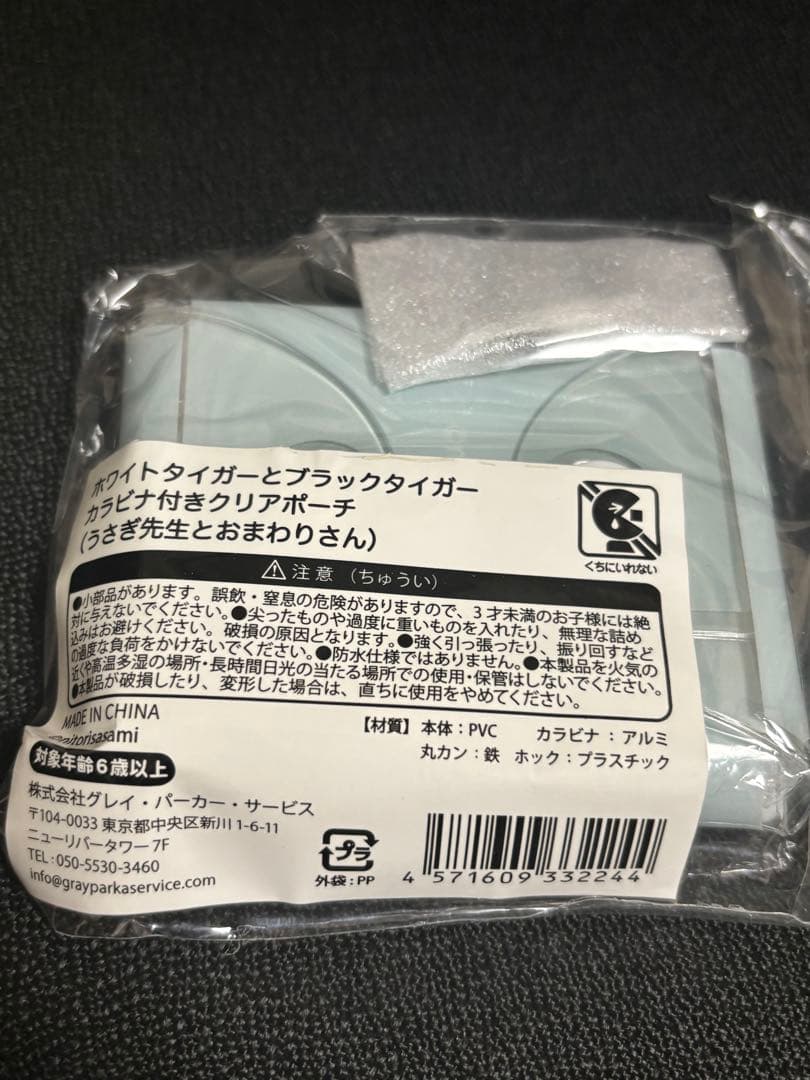 ホワイトタイガーとブラックタイガー
カラビナ付きクリアポーチ
(うさぎ先生とおまわりさん)
くちにいれない
⚠注意（ちゅうい）
●小部品があります。誤飲・窒息の危険がありますので、3才未満のお子様には絶
対に与えないでください。●尖ったものや過度に重いものを入れたり、無理な詰め
込みはお避けください。破損の原因となります。●強く引っ張ったり、振り回すなど
の過度な負荷をかけないでください。●防水仕様ではありません。●本製品を火気の
近くや高温多湿の場所・長時間日光の当たる場所での使用・保管はしないでください。
●本製品が破損したり、変形した場合は、直ちに使用をやめてください。
MADE IN CHINA
【材質】本体：PVC カラビナ：アルミ
丸カン：鉄 ホック：プラスチック
対象年齢6歳以上
株式会社グレイ・パーカー・サービス
〒104-0033 東京都中央区新川1-6-11
ニューリバータワー7F
TEL：050-5530-3460
info@grayparkaservice.com
プラ
外袋：PP
4 571609 332244